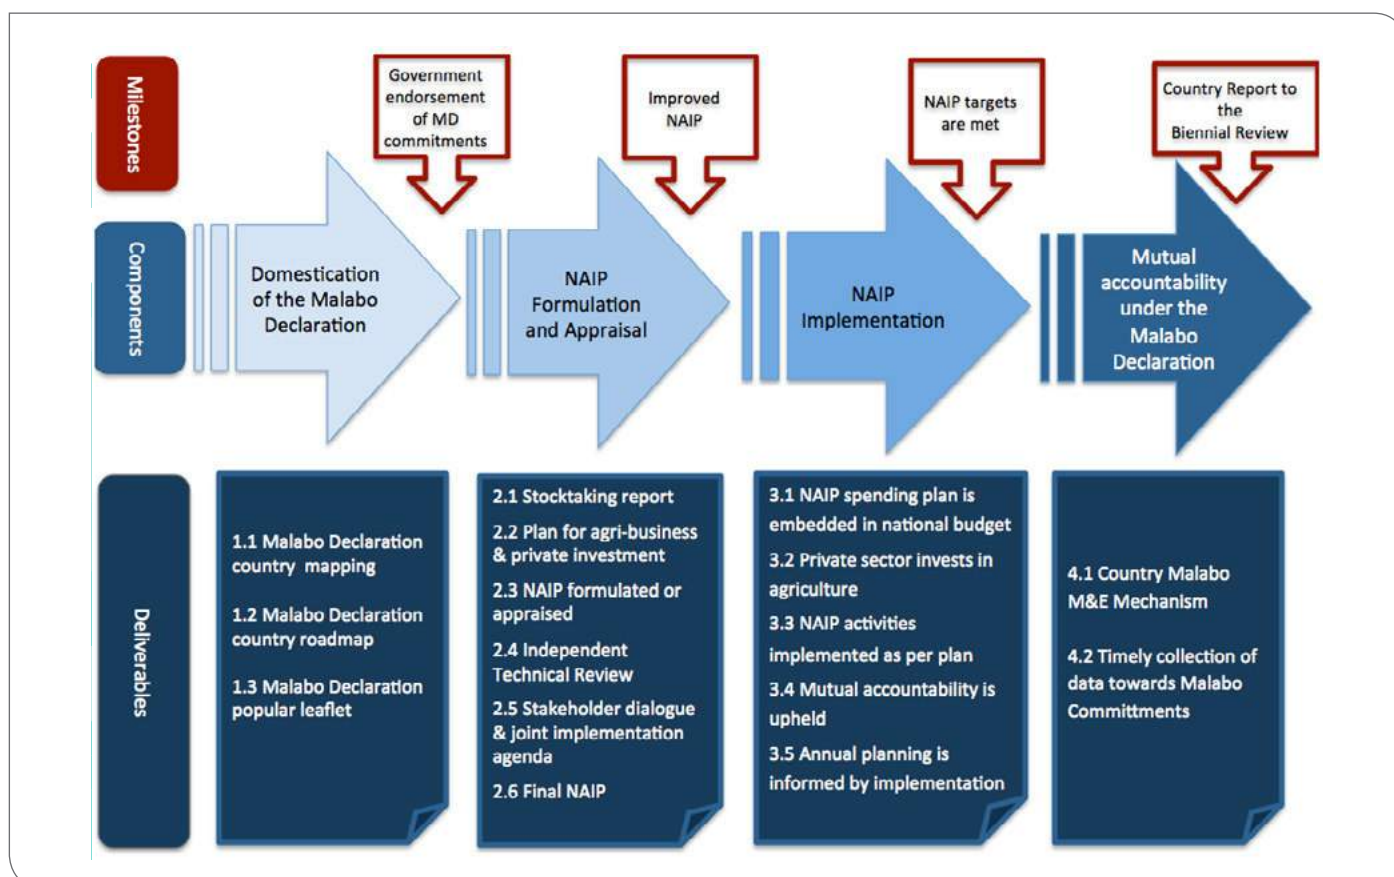 Milestones
Government
endorsement
of MD
commitments
Improved
NAIP
NAIP targets
are met
Country Report to
the
Biennial Review
Components
Domestication
of the Malabo
Declaration
NAIP
Formulation
and Appraisal
NAIP
Implementation
Mutual
accountability
under the
Malabo
Declaration
Deliverables
1.1 Malabo Declaration
country mapping
1.2 Malabo Declaration
country roadmap
1.3 Malabo Declaration
popular leaflet
2.1 Stocktaking report
2.2 Plan for agri-business
& private investment
2.3 NAIP formulated or
appraised
2.4 Independent
Technical Review
2.5 Stakeholder dialogue
& joint implementation
agenda
2.6 Final NAIP
3.1 NAIP spending plan is
embedded in national budget
3.2 Private sector invests in
agriculture
3.3 NAIP activities
implemented as per plan
3.4 Mutual accountability is
upheld
3.5 Annual planning is
informed by implementation
4.1 Country Malabo
M&E Mechanism
4.2 Timely collection of
data towards Malabo
Committments